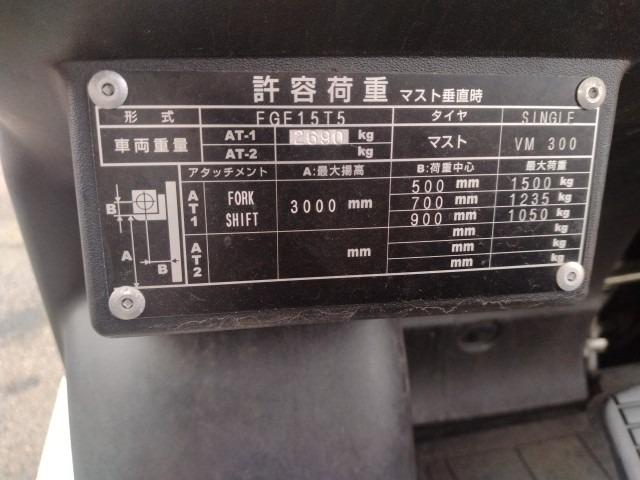 許容荷重 マスト垂直時
形式 FGE15T5 タイヤ SINGLE
車両重量 AT-1 2690 kg マスト VM 300
AT-2 kg
アタッチメント A:最大揚高 B:荷重中心 最大荷重
AT1 FORK SHIFT 3000 mm 500 mm 1500 kg
700 mm 1235 kg
900 mm 1050 kg
mm kg
AT2 mm mm kg
mm kg
B
A
B